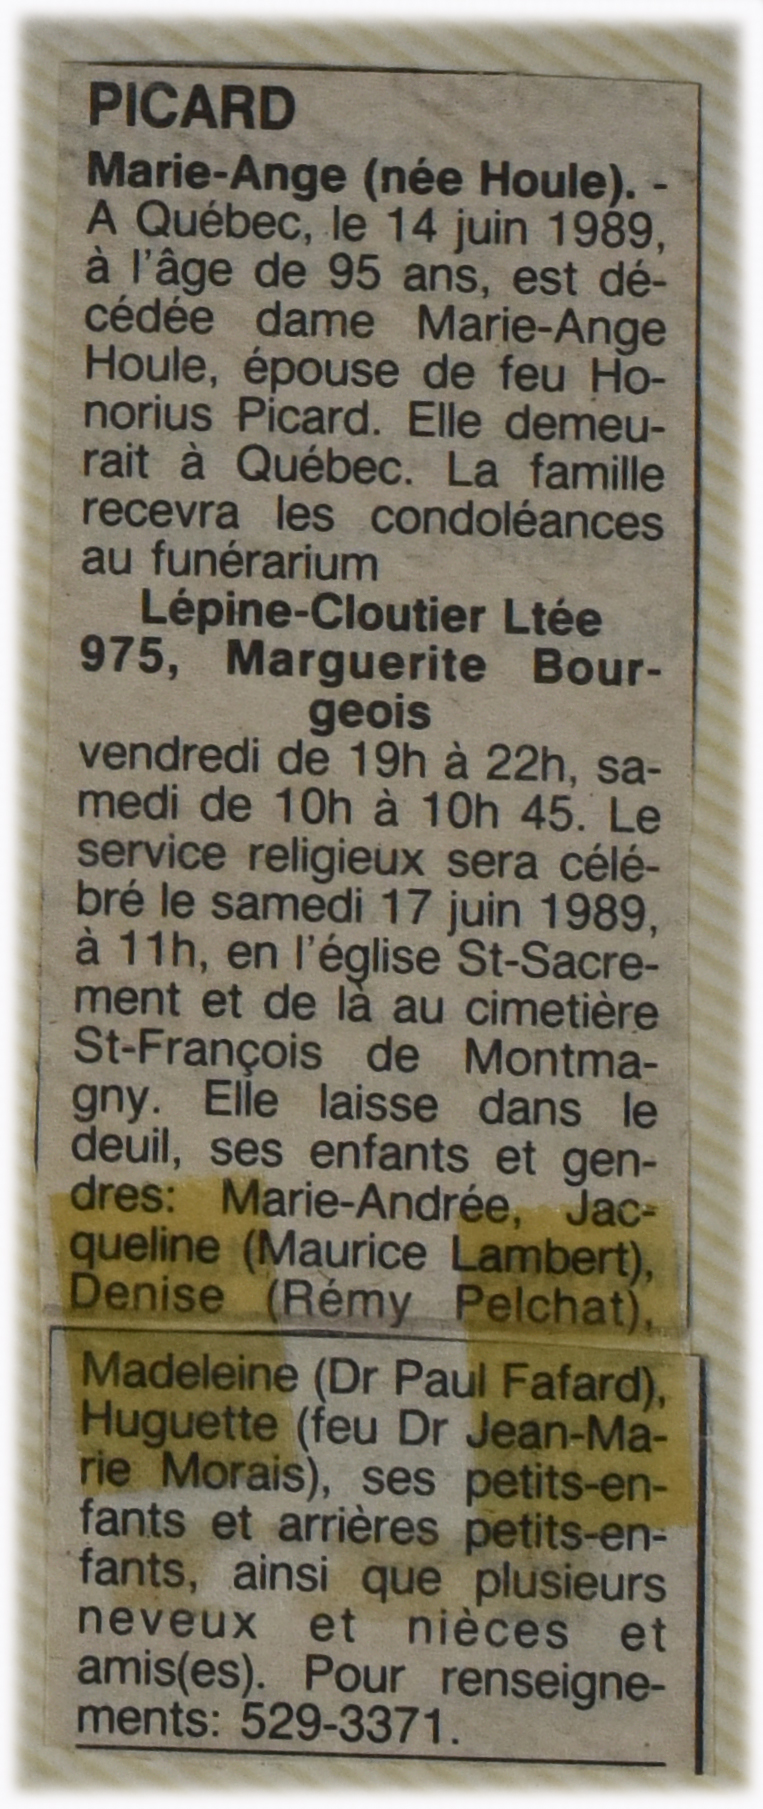 PICARD
Marie-Ange (née Houle). -
A Québec, le 14 juin 1989,
à l'âge de 95 ans, est dé-
cédée dame Marie-Ange
Houle, épouse de feu Ho-
norius Picard. Elle demeu-
rait à Québec. La famille
recevra les condoléances
au funérarium
Lépine-Cloutier Ltée
975, Marguerite Bour-
geois
vendredi de 19h à 22h, sa-
medi de 10h à 10h 45. Le
service religieux sera célé-
bré le samedi 17 juin 1989,
à 11h, en l'église St-Sacre-
ment et de là au cimetière
St-François de Montma-
gny. Elle laisse dans le
deuil, ses enfants et gen-
dres: Marie-Andrée, Jac-
queline (Maurice Lambert),
Denise (Rémy Pelchat),
Madeleine (Dr Paul Fafard),
Huguette (feu Dr Jean-Ma-
rie Morais), ses petits-en-
fants et arrières petits-en-
fants, ainsi que plusieurs
neveux et nièces et
amis(es). Pour renseigne-
ments: 529-3371.